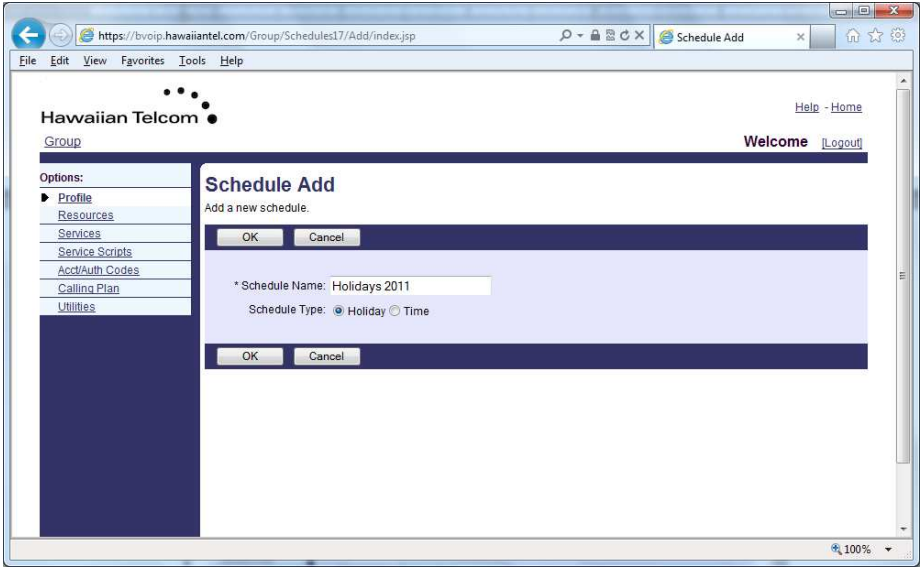 https://bvoip.hawaiiantel.com/Group/Schedules17/Add/index.jsp
Schedule Add
File Edit View Favorites Tools Help
Hawaiian Telcom
Help - Home
Group
Welcome [Logout]
Options:
Profile
Resources
Services
Service Scripts
Acct/Auth Codes
Calling Plan
Utilities
Schedule Add
Add a new schedule.
OK Cancel
* Schedule Name: Holidays 2011
Schedule Type: Holiday Time
OK Cancel
100%